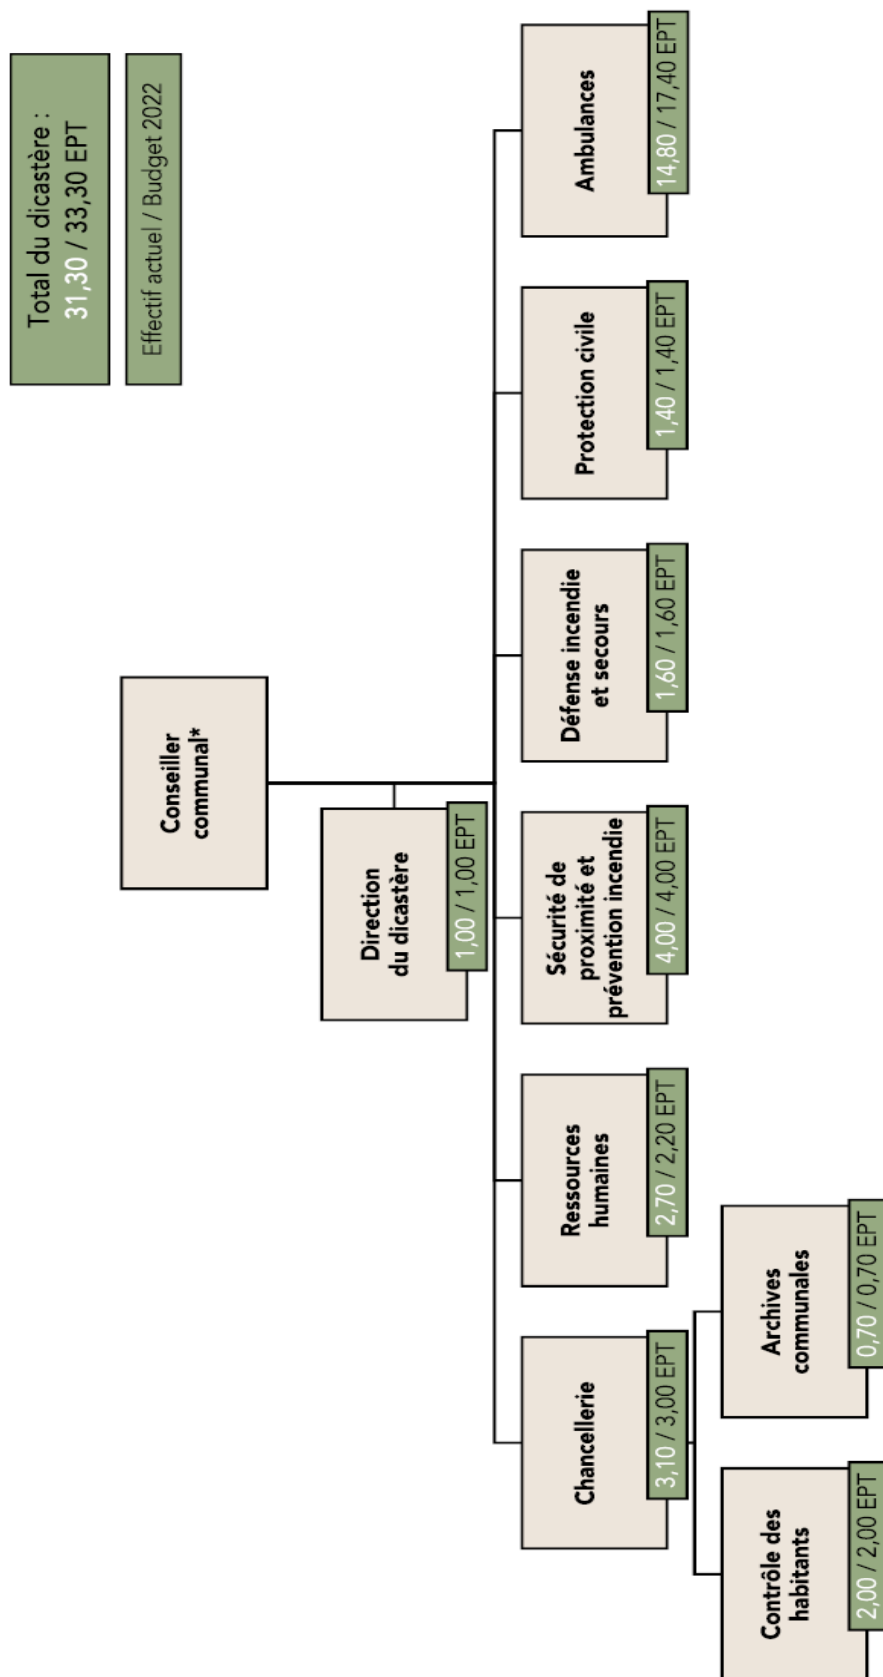 Total du dicastère :
31,30 / 33,30 EPT
Effectif actuel / Budget 2022
Conseiller
communal*
Direction
du dicastère
1,00 / 1,00 EPT
Chancellerie
3,10 / 3,00 EPT
Ressources
humaines
2,70 / 2,20 EPT
Sécurité de
proximité et
prévention incendie
4,00 / 4,00 EPT
Défense incendie
et secours
1,60 / 1,60 EPT
Protection civile
1,40 / 1,40 EPT
Ambulances
14,80 / 17,40 EPT
Contrôle des
habitants
2,00 / 2,00 EPT
Archives
communales
0,70 / 0,70 EPT